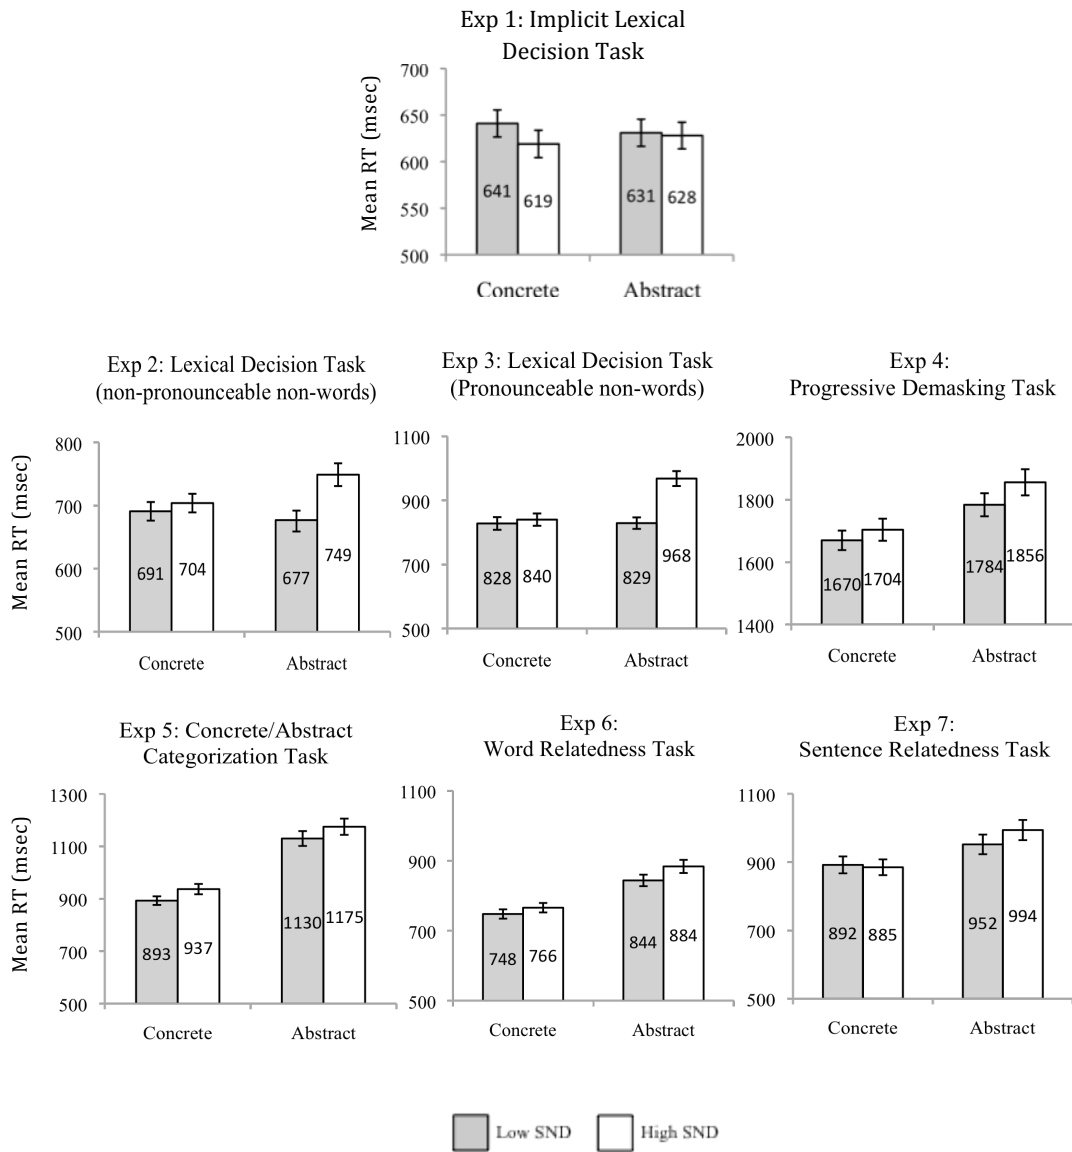 Exp 1: Implicit Lexical
Decision Task
Mean RT (msec)
700
650
600
550
500
641
619
631
628
Concrete
Abstract
Exp 2: Lexical Decision Task
(non-pronounceable non-words)
Mean RT (msec)
800
700
600
500
691
704
677
749
Concrete
Abstract
Exp 3: Lexical Decision Task
(Pronounceable non-words)
1100
900
700
500
828
840
829
968
Concrete
Abstract
Exp 4:
Progressive Demasking Task
2000
1800
1600
1400
1670
1704
1784
1856
Concrete
Abstract
Exp 5: Concrete/Abstract
Categorization Task
Mean RT (msec)
1300
1100
900
700
500
893
937
1130
1175
Concrete
Abstract
Exp 6:
Word Relatedness Task
1100
900
700
500
748
766
844
884
Concrete
Abstract
Exp 7:
Sentence Relatedness Task
1100
900
700
500
892
885
952
994
Concrete
Abstract
Low SND
High SND